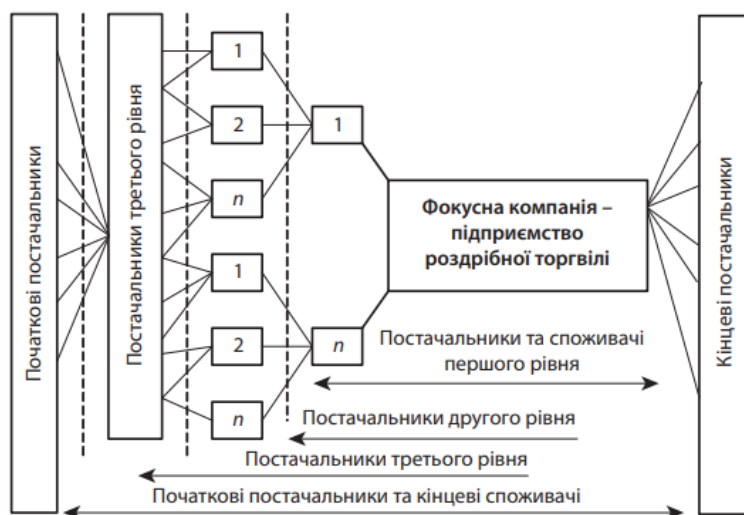 Початкові постачальники
Постачальники третього рівня
1
2
n
1
2
n
1
n
Фокусна компанія –
підприємство
роздрібної торгвілі
Кінцеві постачальники
Постачальники та споживачі
першого рівня
Постачальники другого рівня
Постачальники третього рівня
Початкові постачальники та кінцеві споживачі